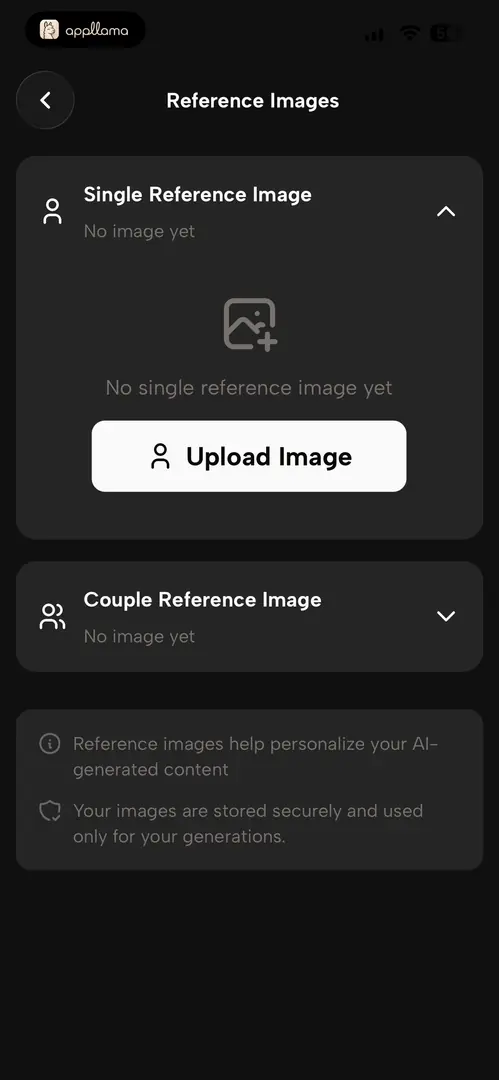 appllama
Reference Images
Single Reference Image
No image yet
No single reference image yet
Upload Image
Couple Reference Image
No image yet
Reference images help personalize your AI-
generated content
Your images are stored securely and used
only for your generations.